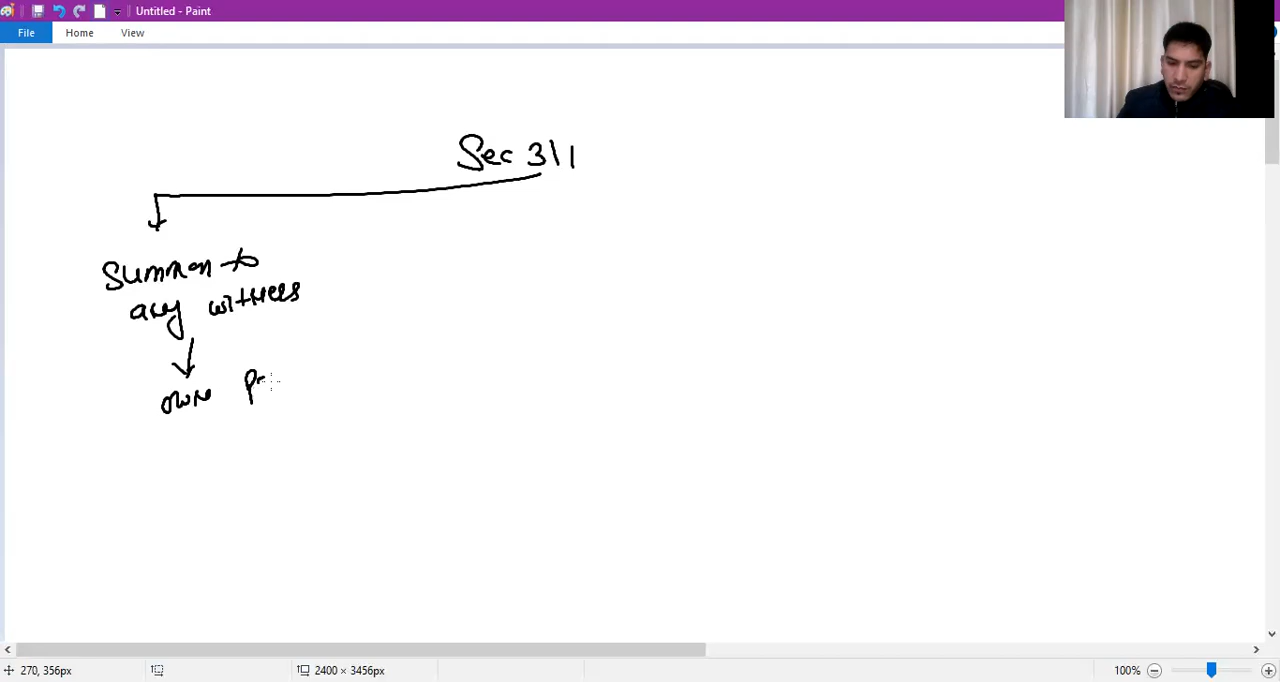 Untitled - Paint
File Home View
Sec 311
Summon to
any witness
own
270, 356px
2400 × 3456px
100%